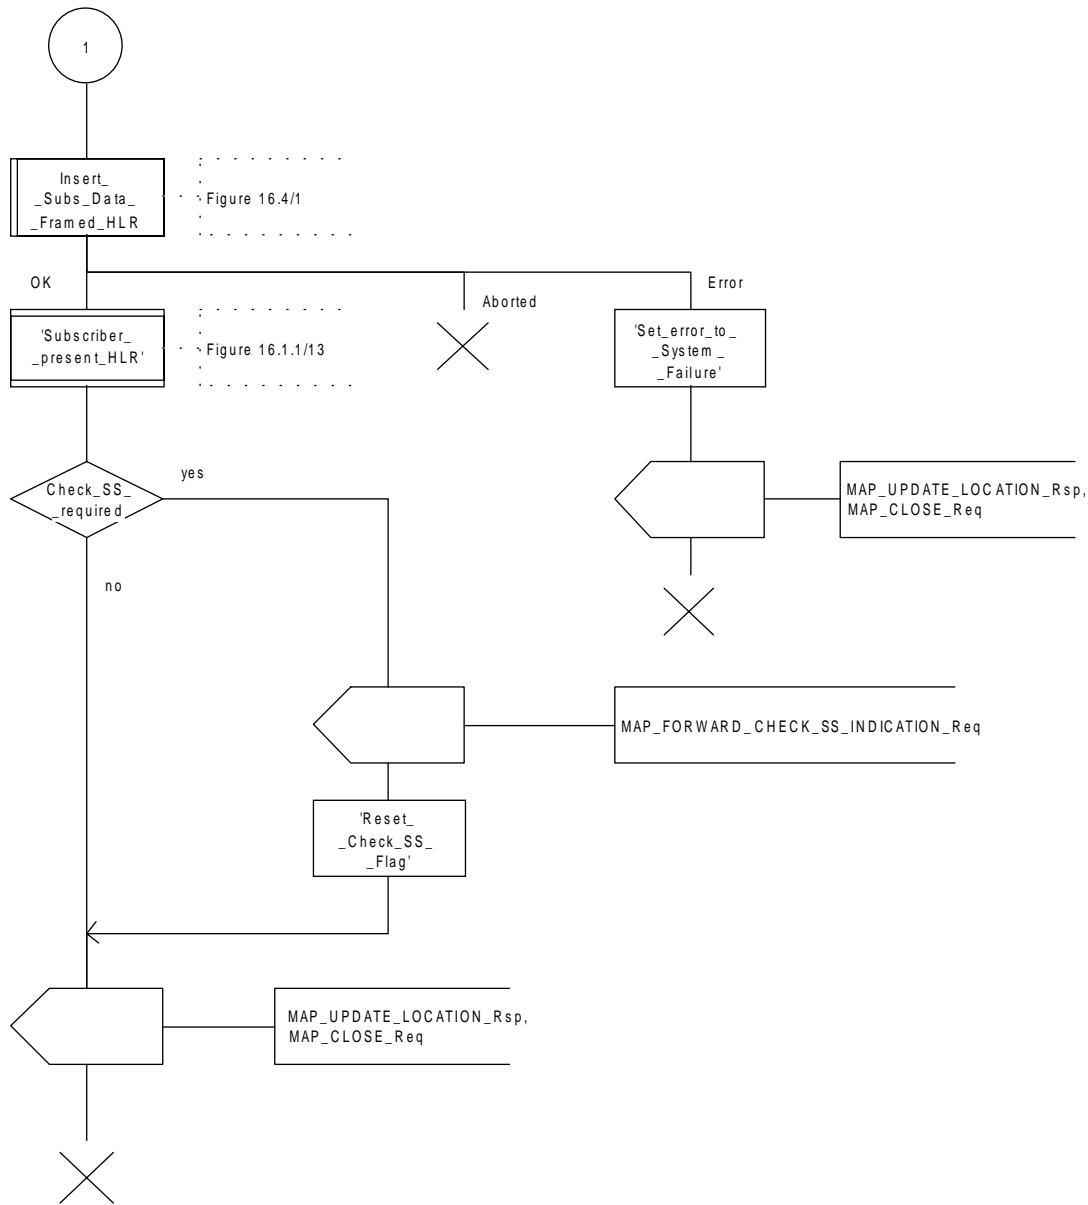 1
Insert_
_Subs_Data_
_Framed_HLR
Figure 16.4/1
OK
Aborted
Error
'Subscriber_
_present_HLR'
Figure 16.1.1/13
'Set_error_to_
_System_
_Failure'
Check_SS_
_required
yes
no
MAP_UPDATE_LOCATION_Rsp,
MAP_CLOSE_Req
MAP_FORWARD_CHECK_SS_INDICATION_Req
'Reset_
_Check_SS_
_Flag'
MAP_UPDATE_LOCATION_Rsp,
MAP_CLOSE_Req